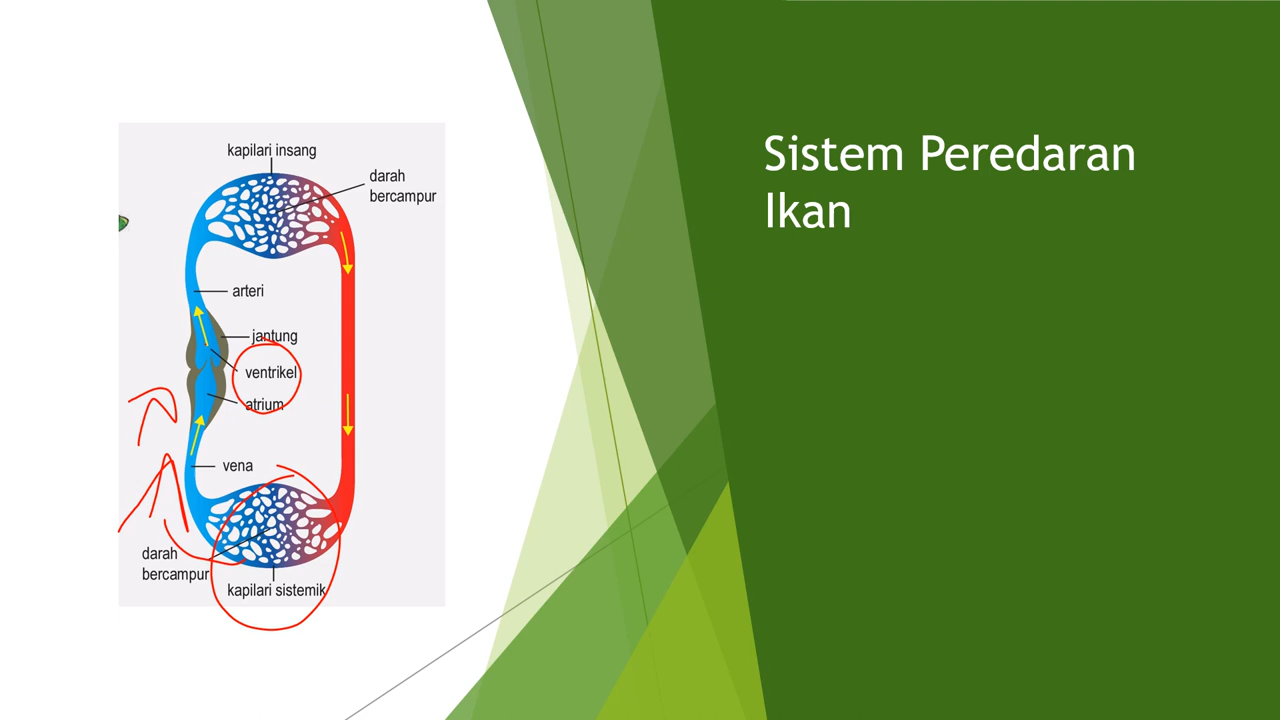 kapilari insang
darah
bercampur
arteri
jantung
ventrikel
atrium
vena
darah
bercampur
kapilari sistemik
Sistem Peredaran
Ikan